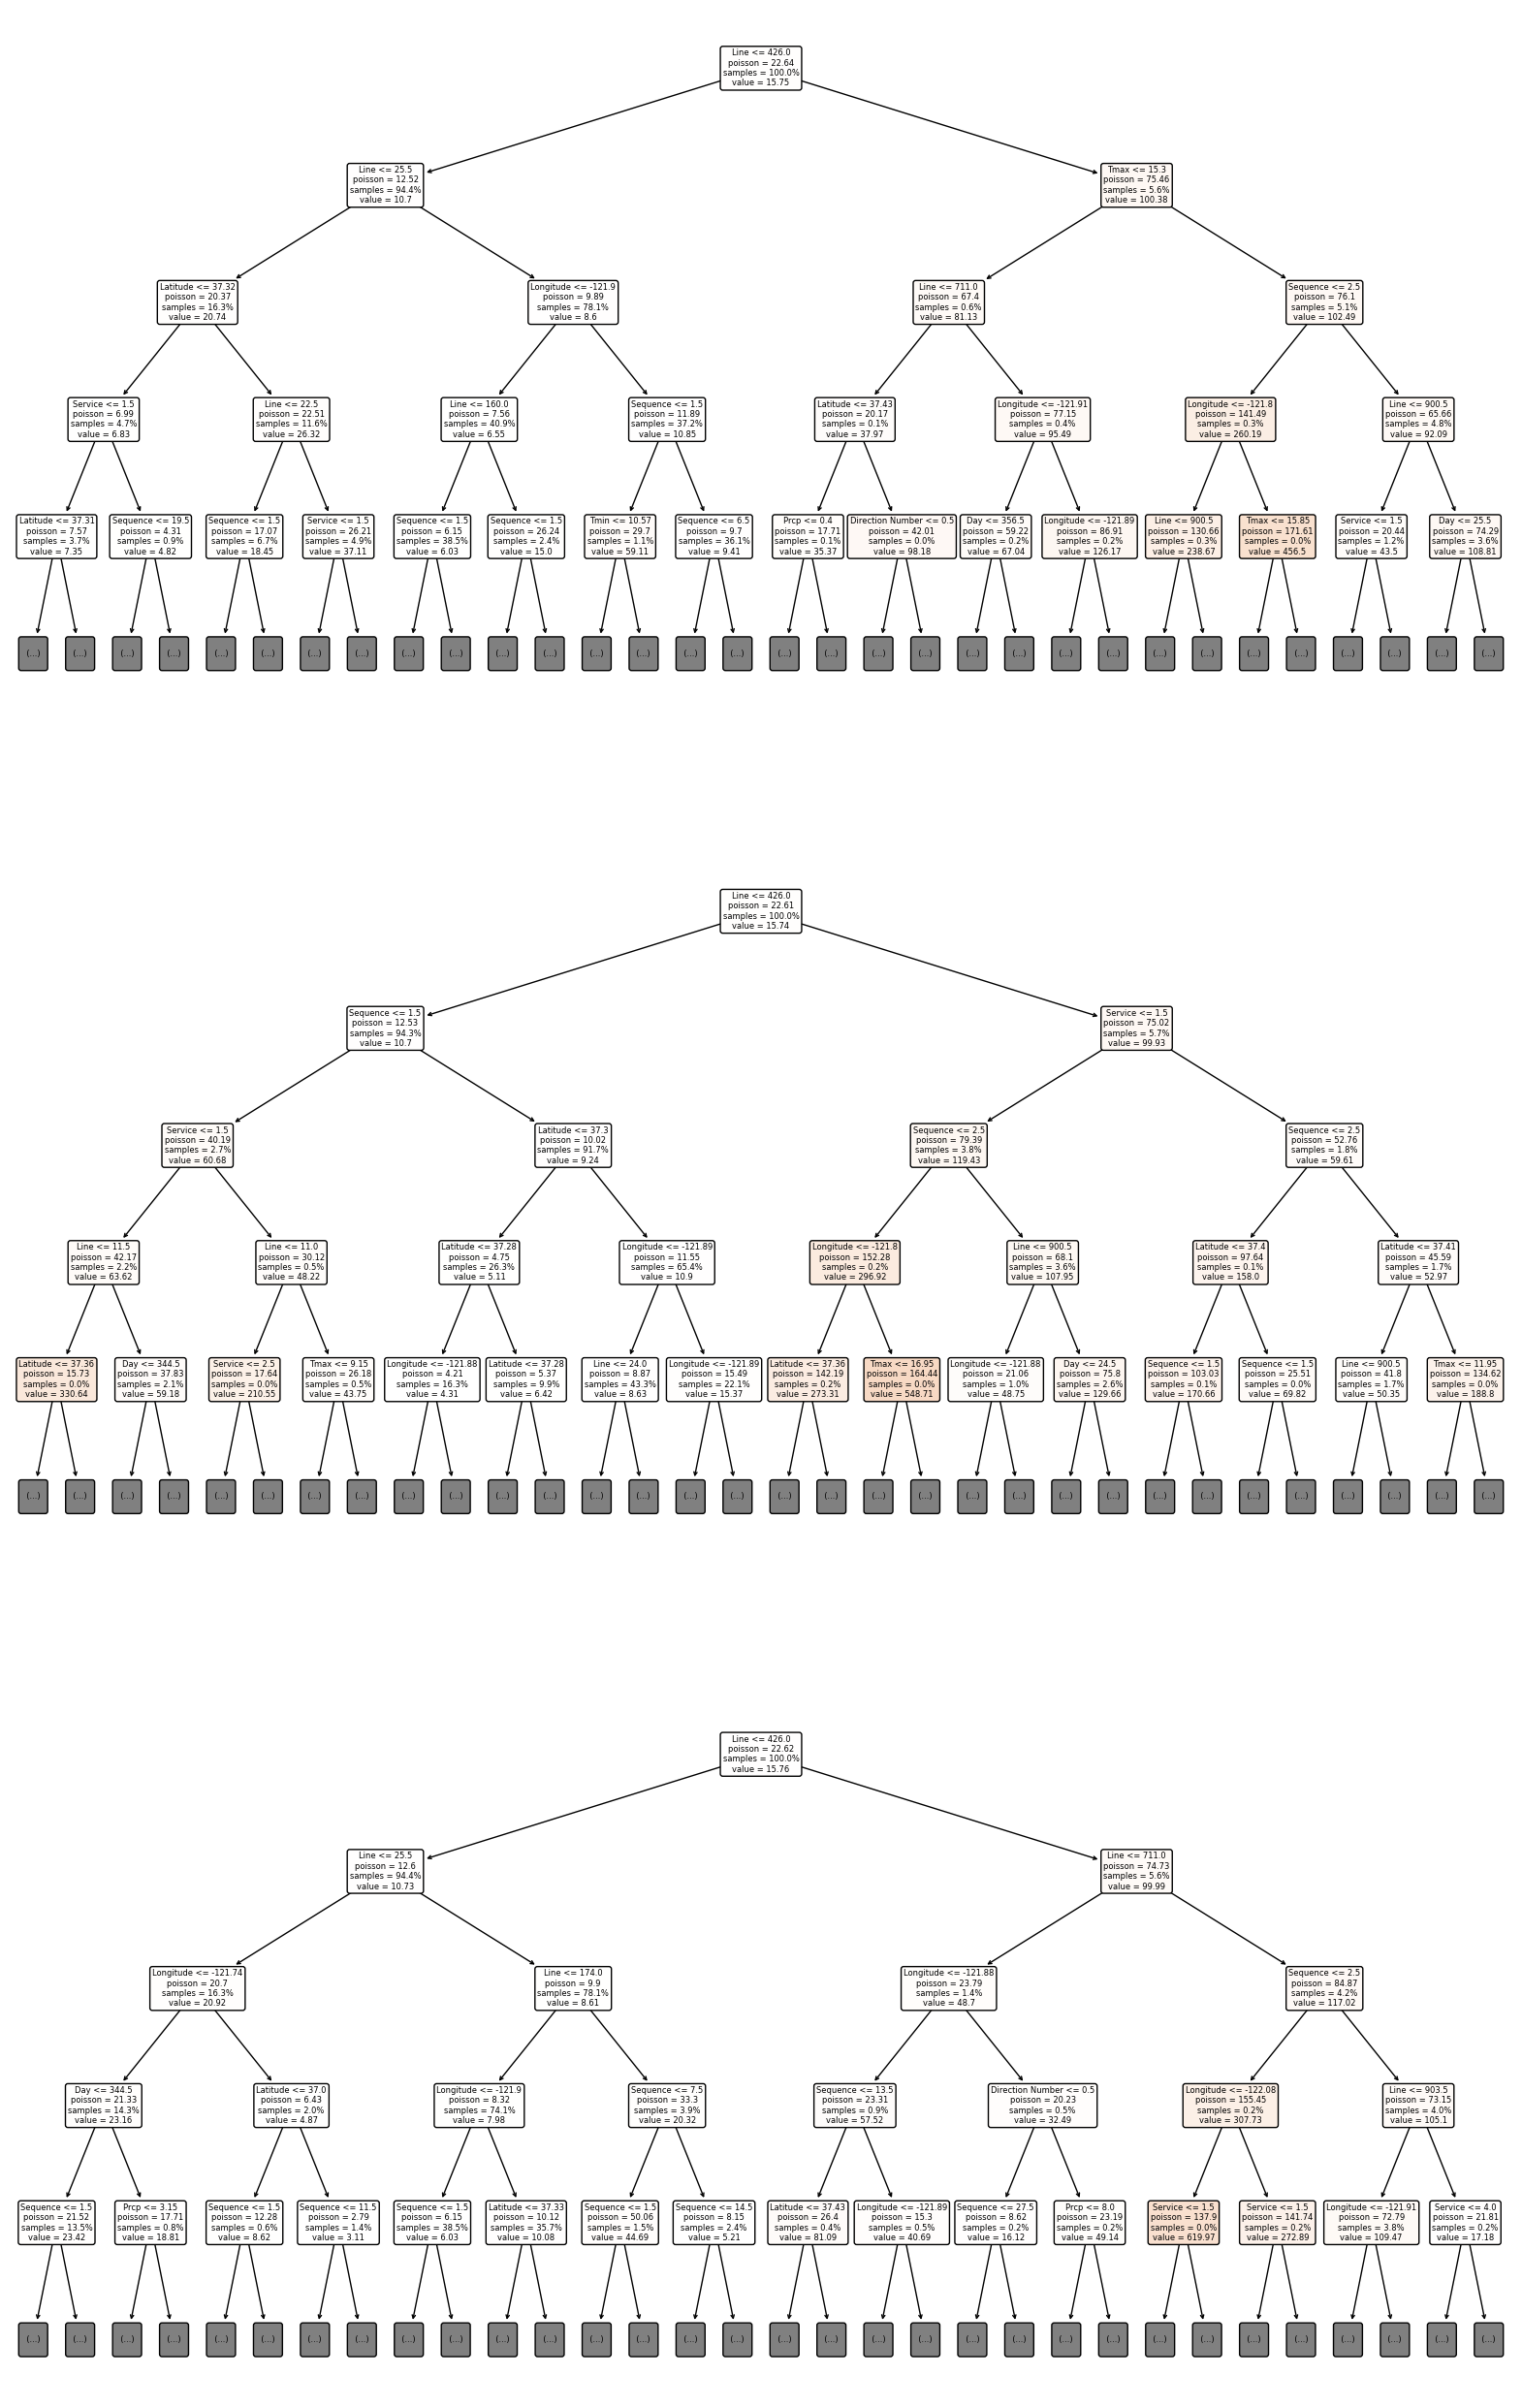 Line <= 426.0
poisson = 22.64
samples = 100.0%
value = 15.75
Line <= 25.5
poisson = 12.52
samples = 94.4%
value = 10.7
Tmax <= 15.3
poisson = 75.46
samples = 5.6%
value = 100.38
Latitude <= 37.32
poisson = 20.37
samples = 16.3%
value = 20.74
Longitude <= -121.9
poisson = 9.89
samples = 78.1%
value = 8.6
Line <= 711.0
poisson = 67.4
samples = 0.6%
value = 81.13
Sequence <= 2.5
poisson = 76.1
samples = 5.1%
value = 102.49
Service <= 1.5
poisson = 6.99
samples = 4.7%
value = 6.83
Line <= 22.5
poisson = 22.51
samples = 11.6%
value = 26.32
Line <= 160.0
poisson = 7.56
samples = 40.9%
value = 6.55
Sequence <= 1.5
poisson = 11.89
samples = 37.2%
value = 10.85
Latitude <= 37.43
poisson = 20.17
samples = 0.1%
value = 37.97
Longitude <= -121.91
poisson = 77.15
samples = 0.4%
value = 95.49
Longitude <= -121.8
poisson = 141.49
samples = 0.3%
value = 260.19
Line <= 900.5
poisson = 65.66
samples = 4.8%
value = 92.09
Latitude <= 37.31
poisson = 7.57
samples = 3.7%
value = 7.35
Sequence <= 19.5
poisson = 4.31
samples = 0.9%
value = 4.82
Sequence <= 1.5
poisson = 17.07
samples = 6.7%
value = 18.45
Service <= 1.5
poisson = 26.21
samples = 4.9%
value = 37.11
Sequence <= 1.5
poisson = 6.15
samples = 38.5%
value = 6.03
Sequence <= 1.5
poisson = 26.24
samples = 2.4%
value = 15.0
Tmin <= 10.57
poisson = 29.7
samples = 1.1%
value = 59.11
Sequence <= 6.5
poisson = 9.7
samples = 36.1%
value = 9.41
Prcp <= 0.4
poisson = 17.71
samples = 0.1%
value = 35.37
Direction Number <= 0.5
poisson = 42.01
samples = 0.0%
value = 98.18
Day <= 356.5
poisson = 59.22
samples = 0.2%
value = 67.04
Longitude <= -121.89
poisson = 86.91
samples = 0.2%
value = 126.17
Line <= 900.5
poisson = 130.66
samples = 0.3%
value = 238.67
Tmax <= 15.85
poisson = 171.61
samples = 0.0%
value = 456.5
Service <= 1.5
poisson = 20.44
samples = 1.2%
value = 43.5
Day <= 25.5
poisson = 74.29
samples = 3.6%
value = 108.81
(...) (...) (...) (...) (...) (...) (...) (...) (...) (...) (...) (...) (...) (...) (...) (...) (...) (...) (...) (...) (...) (...) (...) (...) (...) (...) (...) (...) (...) (...) (...) (...)
Line <= 426.0
poisson = 22.61
samples = 100.0%
value = 15.74
Sequence <= 1.5
poisson = 12.53
samples = 94.3%
value = 10.7
Service <= 1.5
poisson = 75.02
samples = 5.7%
value = 99.93
Service <= 1.5
poisson = 40.19
samples = 2.7%
value = 60.68
Latitude <= 37.3
poisson = 10.02
samples = 91.7%
value = 9.24
Sequence <= 2.5
poisson = 79.39
samples = 3.8%
value = 119.43
Sequence <= 2.5
poisson = 52.76
samples = 1.8%
value = 59.61
Line <= 11.5
poisson = 42.17
samples = 2.2%
value = 63.62
Line <= 11.0
poisson = 30.12
samples = 0.5%
value = 48.22
Latitude <= 37.28
poisson = 4.75
samples = 26.3%
value = 5.11
Longitude <= -121.89
poisson = 11.55
samples = 65.4%
value = 10.9
Longitude <= -121.8
poisson = 152.28
samples = 0.2%
value = 296.92
Line <= 900.5
poisson = 68.1
samples = 3.6%
value = 107.95
Latitude <= 37.4
poisson = 97.64
samples = 0.1%
value = 158.0
Latitude <= 37.41
poisson = 45.59
samples = 1.7%
value = 52.97
Latitude <= 37.36
poisson = 15.73
samples = 0.0%
value = 330.64
Day <= 344.5
poisson = 37.83
samples = 2.1%
value = 59.18
Service <= 2.5
poisson = 17.64
samples = 0.0%
value = 210.55
Tmax <= 9.15
poisson = 26.18
samples = 0.5%
value = 43.75
Longitude <= -121.88
poisson = 4.21
samples = 16.3%
value = 4.31
Latitude <= 37.28
poisson = 5.37
samples = 9.9%
value = 6.42
Line <= 24.0
poisson = 8.87
samples = 43.3%
value = 8.63
Longitude <= -121.89
poisson = 15.49
samples = 22.1%
value = 15.37
Latitude <= 37.36
poisson = 142.19
samples = 0.2%
value = 273.31
Tmax <= 16.95
poisson = 164.44
samples = 0.0%
value = 548.71
Longitude <= -121.88
poisson = 21.06
samples = 1.0%
value = 48.75
Day <= 24.5
poisson = 75.8
samples = 2.6%
value = 129.66
Sequence <= 1.5
poisson = 103.03
samples = 0.1%
value = 170.66
Sequence <= 1.5
poisson = 25.51
samples = 0.0%
value = 69.82
Line <= 900.5
poisson = 41.8
samples = 1.7%
value = 50.35
Tmax <= 11.95
poisson = 134.62
samples = 0.0%
value = 188.8
(...) (...) (...) (...) (...) (...) (...) (...) (...) (...) (...) (...) (...) (...) (...) (...) (...) (...) (...) (...) (...) (...) (...) (...) (...) (...) (...) (...) (...) (...) (...) (...)
Line <= 426.0
poisson = 22.62
samples = 100.0%
value = 15.76
Line <= 25.5
poisson = 12.6
samples = 94.4%
value = 10.73
Line <= 711.0
poisson = 74.73
samples = 5.6%
value = 99.99
Longitude <= -121.74
poisson = 20.7
samples = 16.3%
value = 20.92
Line <= 174.0
poisson = 9.9
samples = 78.1%
value = 8.61
Longitude <= -121.88
poisson = 23.79
samples = 1.4%
value = 48.7
Sequence <= 2.5
poisson = 84.87
samples = 4.2%
value = 117.02
Day <= 344.5
poisson = 21.33
samples = 14.3%
value = 23.16
Latitude <= 37.0
poisson = 6.43
samples = 2.0%
value = 4.87
Longitude <= -121.9
poisson = 8.32
samples = 74.1%
value = 7.98
Sequence <= 7.5
poisson = 33.3
samples = 3.9%
value = 20.32
Sequence <= 13.5
poisson = 23.31
samples = 0.9%
value = 57.52
Direction Number <= 0.5
poisson = 20.23
samples = 0.5%
value = 32.49
Longitude <= -122.08
poisson = 155.45
samples = 0.2%
value = 307.73
Line <= 903.5
poisson = 73.15
samples = 4.0%
value = 105.1
Sequence <= 1.5
poisson = 21.52
samples = 13.5%
value = 23.42
Prcp <= 3.15
poisson = 17.71
samples = 0.8%
value = 18.81
Sequence <= 1.5
poisson = 12.28
samples = 0.6%
value = 8.62
Sequence <= 11.5
poisson = 2.79
samples = 1.4%
value = 3.11
Sequence <= 1.5
poisson = 6.15
samples = 38.5%
value = 6.03
Latitude <= 37.33
poisson = 10.12
samples = 35.7%
value = 10.08
Sequence <= 1.5
poisson = 50.06
samples = 1.5%
value = 44.69
Sequence <= 14.5
poisson = 8.15
samples = 2.4%
value = 5.21
Latitude <= 37.43
poisson = 26.4
samples = 0.4%
value = 81.09
Longitude <= -121.89
poisson = 15.3
samples = 0.5%
value = 40.69
Sequence <= 27.5
poisson = 8.62
samples = 0.2%
value = 16.12
Prcp <= 8.0
poisson = 23.19
samples = 0.2%
value = 49.14
Service <= 1.5
poisson = 137.9
samples = 0.0%
value = 619.97
Service <= 1.5
poisson = 141.74
samples = 0.2%
value = 272.89
Longitude <= -121.91
poisson = 72.79
samples = 3.8%
value = 109.47
Service <= 4.0
poisson = 21.81
samples = 0.2%
value = 17.18
(...) (...) (...) (...) (...) (...) (...) (...) (...) (...) (...) (...) (...) (...) (...) (...) (...) (...) (...) (...) (...) (...) (...) (...) (...) (...) (...) (...) (...) (...) (...) (...)